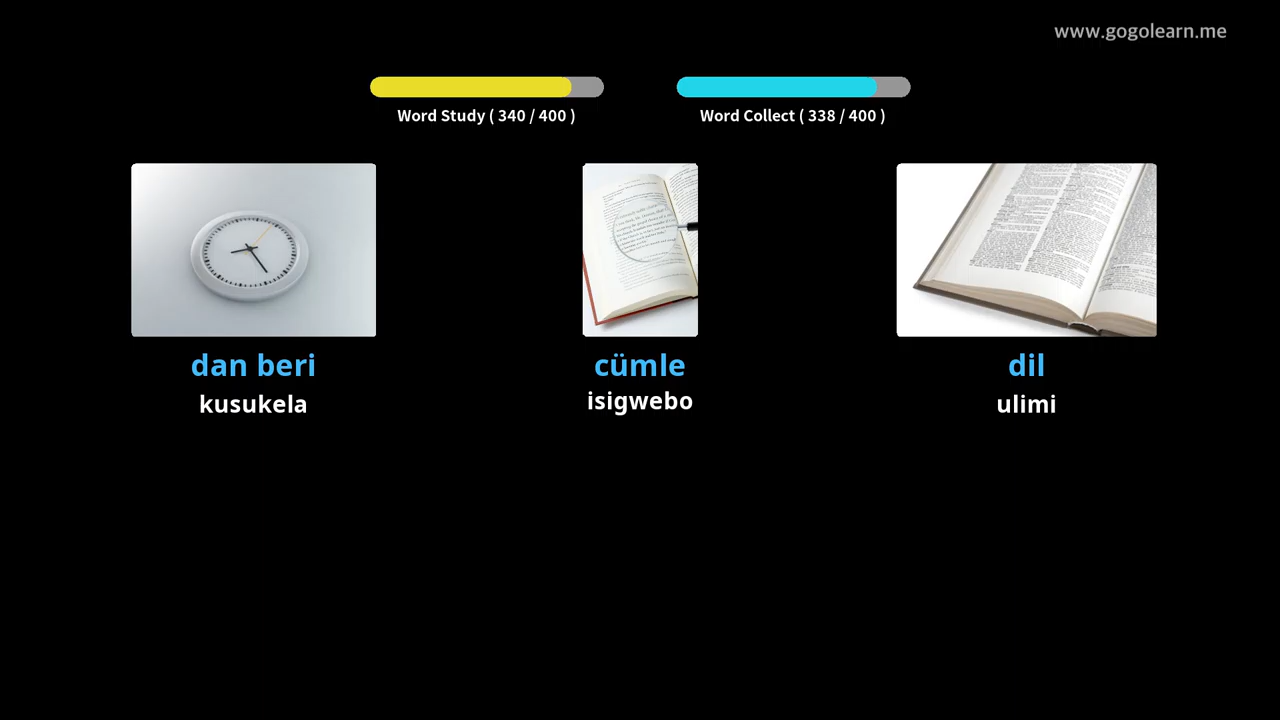 www.gogolearn.me
Word Study ( 340 / 400 )
Word Collect ( 338 / 400 )
dan beri
cümle
dil
kusukela
isigwebo
ulimi